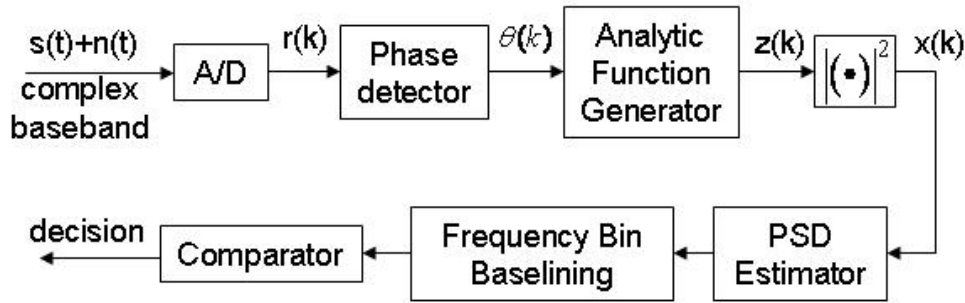 s(t)+n(t)
complex
baseband
A/D
r(k)
Phase
detector
θ(k)
Analytic
Function
Generator
z(k)
|(•)|²
x(k)
decision
Comparator
Frequency Bin
Baselining
PSD
Estimator